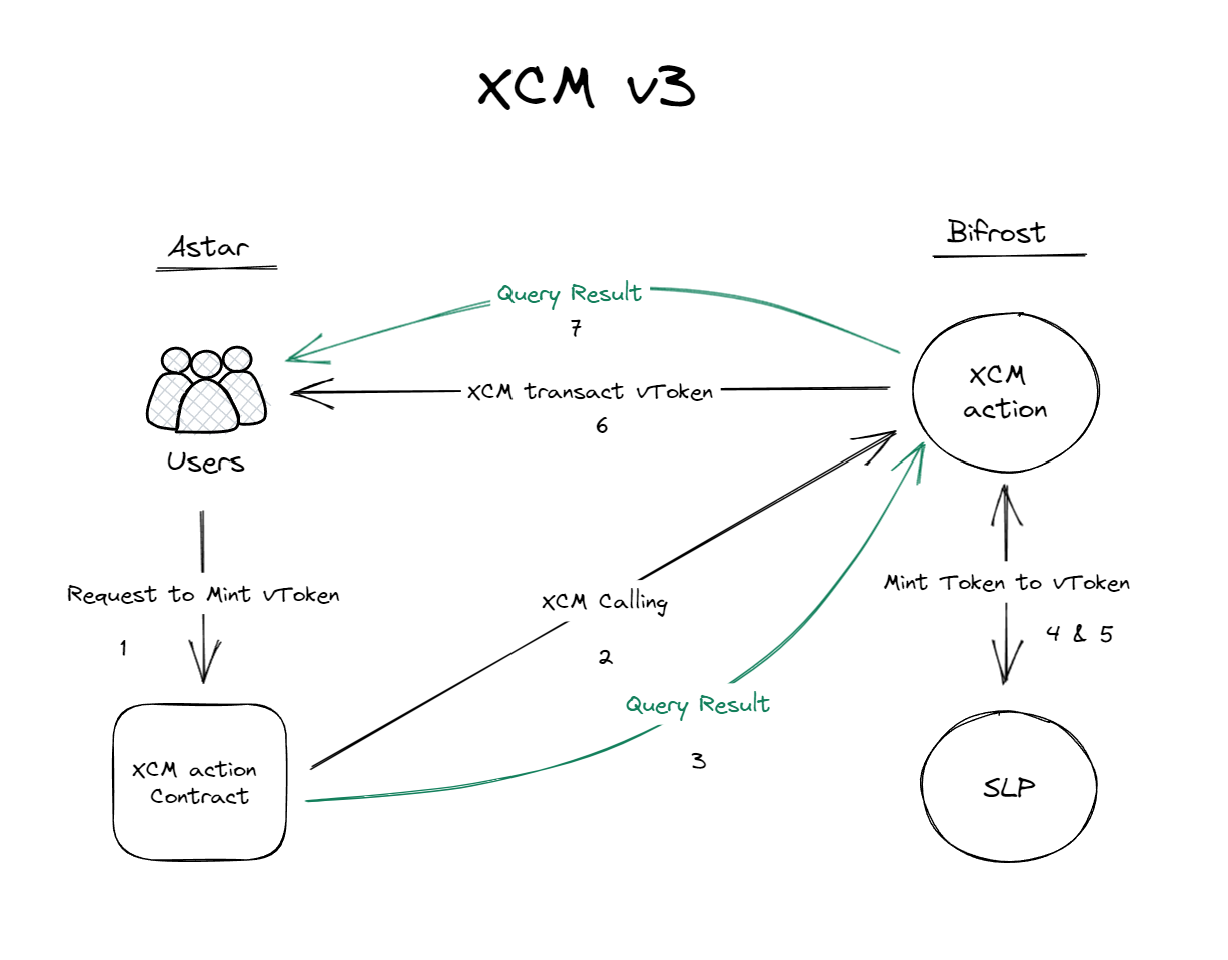 XCM v3
Astar
Bifrost
Query Result
7
XCM
action
XCM transact vToken
6
Users
Request to Mint vToken
1
XCM Calling
2
Mint Token to vToken
4 & 5
Query Result
3
XCM action
Contract
SLP